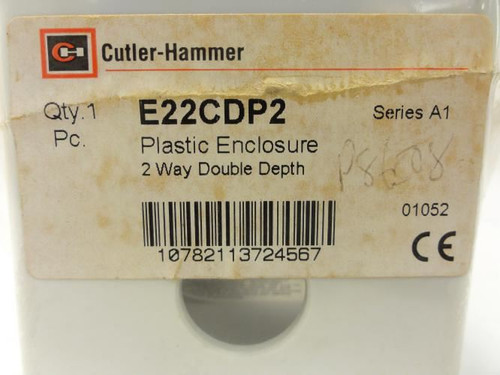 Cutler-Hammer
Qty.1 Pc.
E22CDP2
Series A1
Plastic Enclosure
2 Way Double Depth
01052
10782113724567
CE